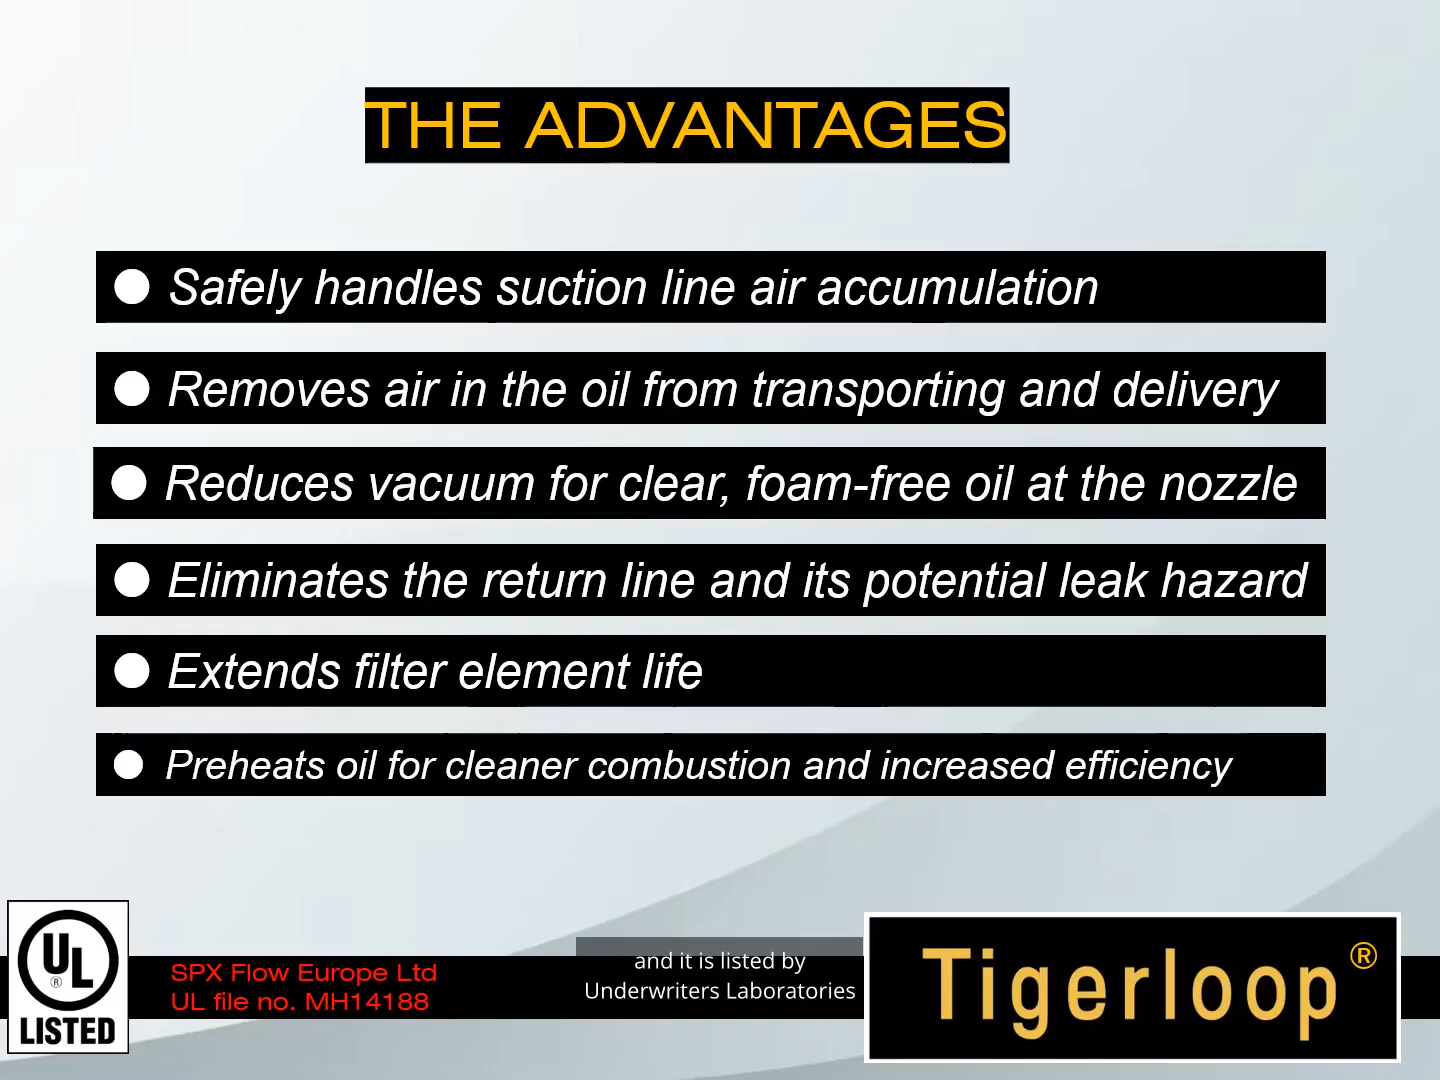 THE ADVANTAGES
● Safely handles suction line air accumulation
● Removes air in the oil from transporting and delivery
● Reduces vacuum for clear, foam-free oil at the nozzle
● Eliminates the return line and its potential leak hazard
● Extends filter element life
● Preheats oil for cleaner combustion and increased efficiency
UL ®
LISTED
SPX Flow Europe Ltd
UL file no. MH14188
and it is listed by
Underwriters Laboratories
Tigerloop ®